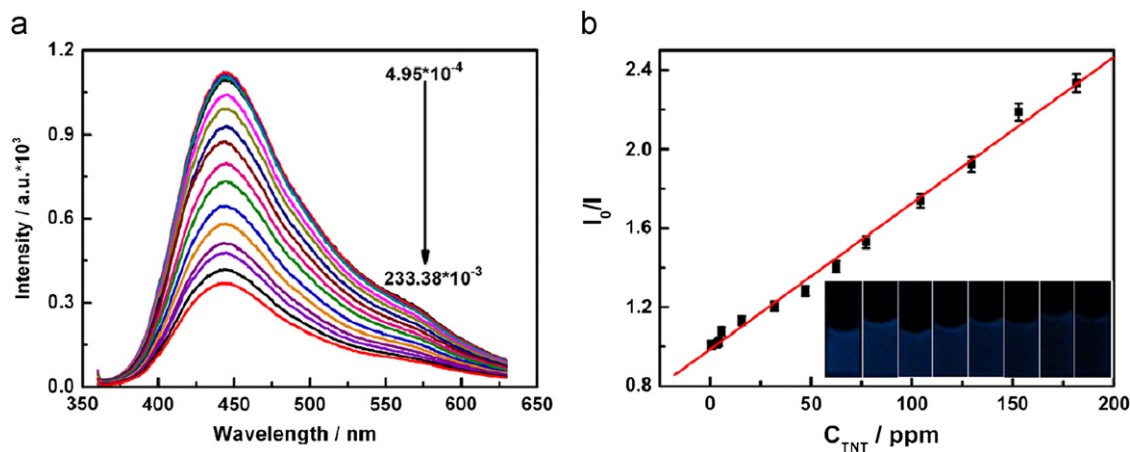 a
1.2
0.9
0.6
0.3
0.0
Intensity / a.u.*10³
4.95*10⁻⁴
233.38*10⁻³
350 400 450 500 550 600 650
Wavelength / nm
b
2.4
2.0
1.6
1.2
0.8
I₀/I
0 50 100 150 200
C_TNT / ppm